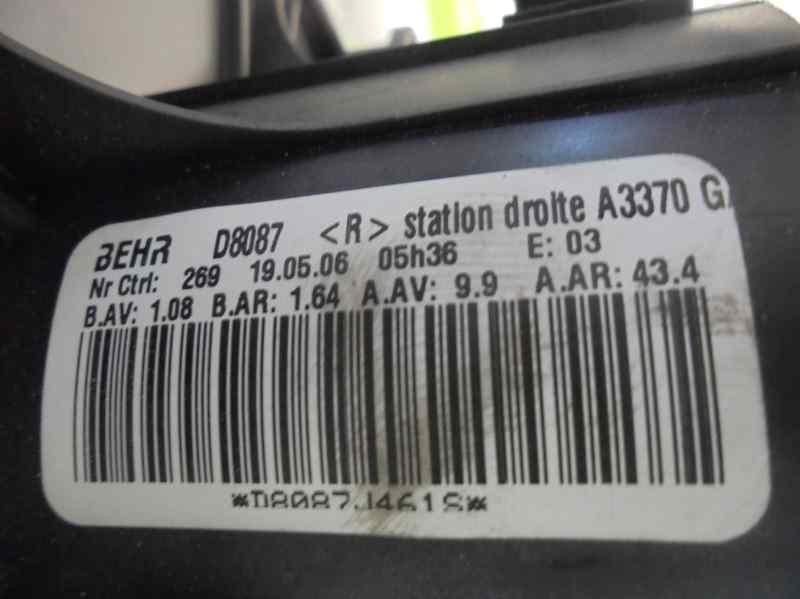 BEHR D8087 <R> station droite A3370 G
Nr Ctrl: 269 19.05.06 05h36 E: 03
B.AV: 1.08 B.AR: 1.64 A.AV: 9.9 A.AR: 43.4
*D8087J461S*